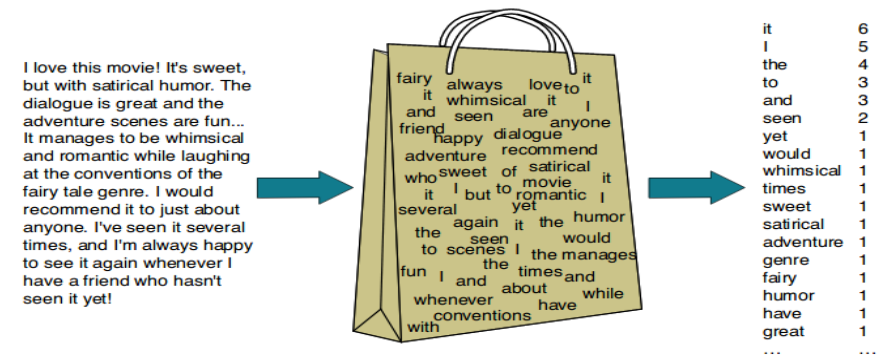 I love this movie! It's sweet,
but with satirical humor. The
dialogue is great and the
adventure scenes are fun...
It manages to be whimsical
and romantic while laughing
at the conventions of the
fairy tale genre. I would
recommend it to just about
anyone. I've seen it several
times, and I'm always happy
to see it again whenever I
have a friend who hasn't
seen it yet!
fairy always love to it
it whimsical it I
and seen are anyone
friend happy dialogue
adventure recommend
who sweet of satirical
it I but to movie it
romantic I
several yet
again it the humor
the seen would
to scenes I the manages
the
fun I and times and
about while
whenever have
conventions
with
it 6
I 5
the 4
to 3
and 3
seen 2
yet 1
would 1
whimsical 1
times 1
sweet 1
satirical 1
adventure 1
genre 1
fairy 1
humor 1
have 1
great 1
... ...